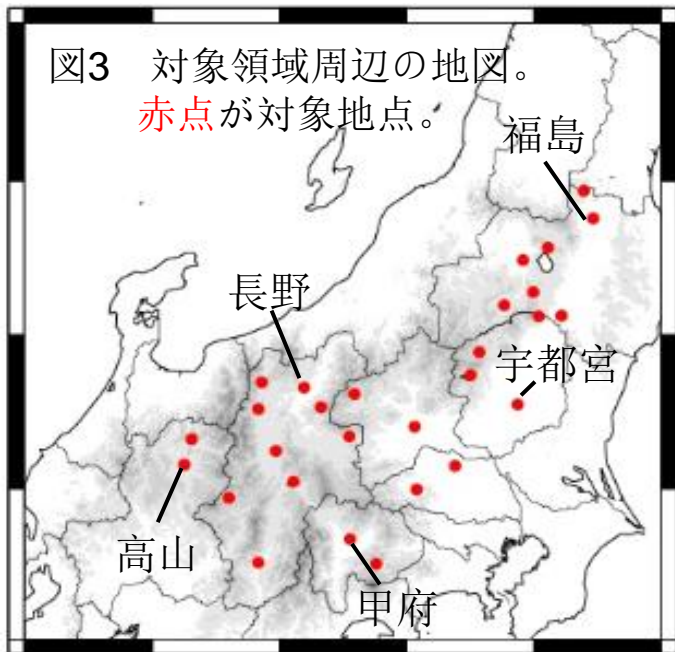 図3　対象領域周辺の地図。
赤点が対象地点。
福島
長野
宇都宮
高山
甲府